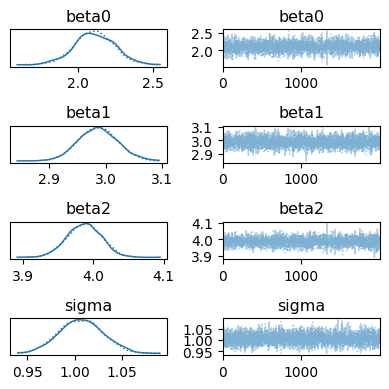 beta0 beta0
2.5
2.0
2.0 2.5 0 1000
beta1 beta1
3.1
3.0
2.9
2.9 3.0 3.1 0 1000
beta2 beta2
4.1
4.0
3.9
3.9 4.0 4.1 0 1000
sigma sigma
1.05
1.00
0.95
0.95 1.00 1.05 0 1000